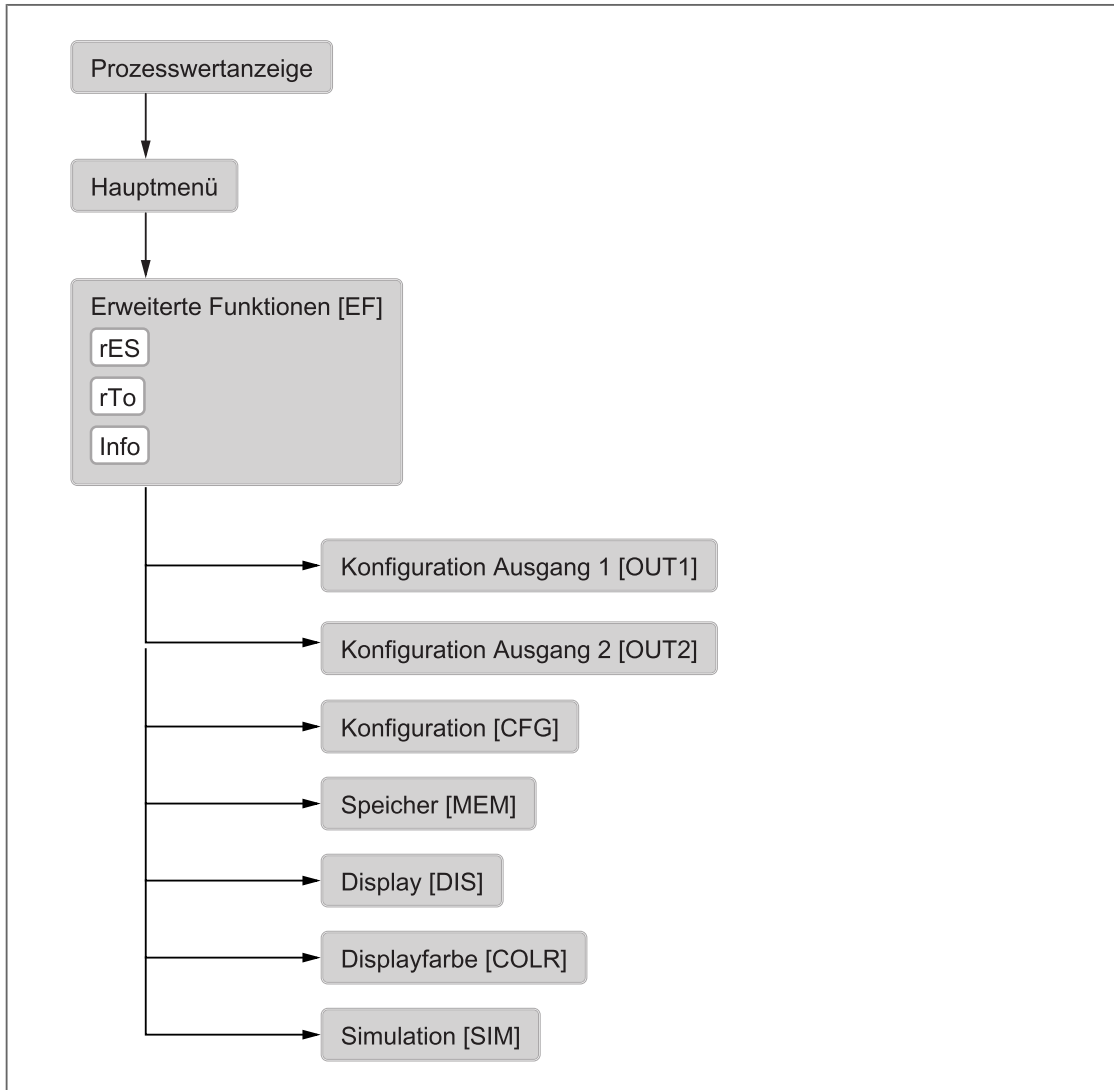 Prozesswertanzeige
Hauptmenü
Erweiterte Funktionen [EF]
rES
rTo
Info
Konfiguration Ausgang 1 [OUT1]
Konfiguration Ausgang 2 [OUT2]
Konfiguration [CFG]
Speicher [MEM]
Display [DIS]
Displayfarbe [COLR]
Simulation [SIM]